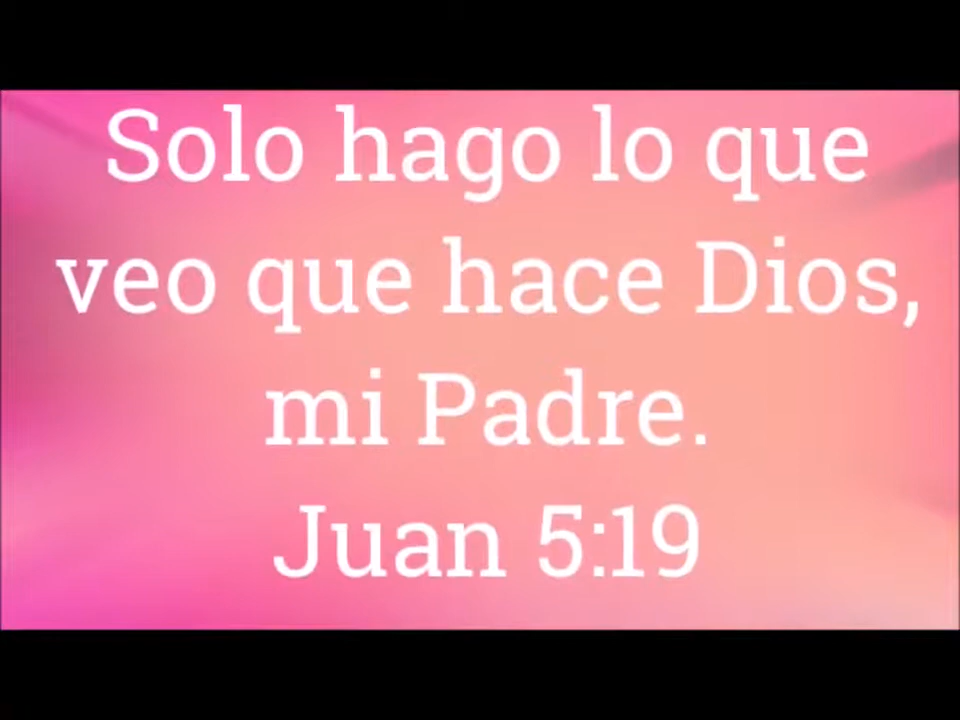 Solo hago lo que
veo que hace Dios,
mi Padre.
Juan 5:19